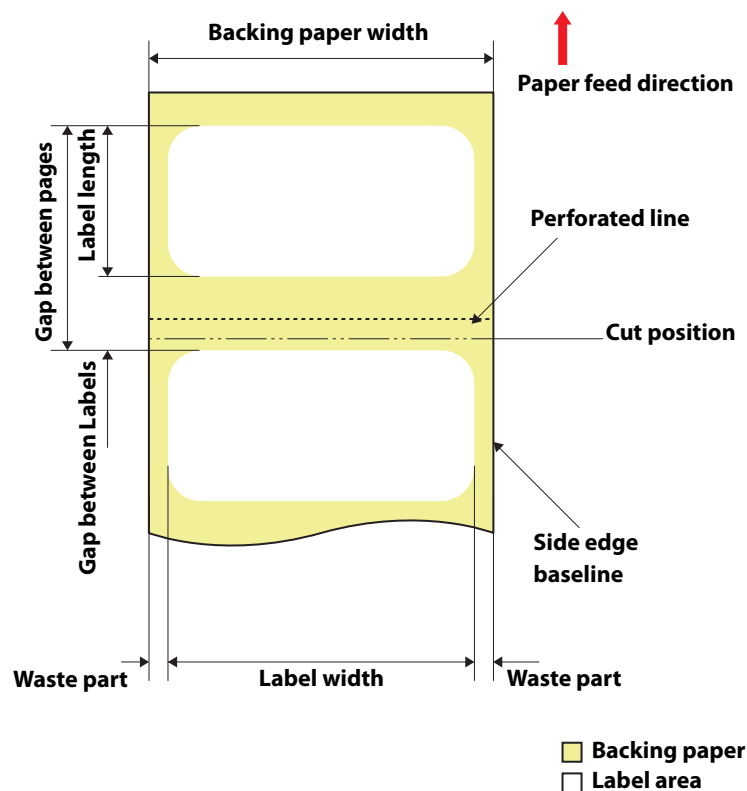 Backing paper width
Paper feed direction
Gap between pages
Label length
Perforated line
Cut position
Gap between Labels
Side edge
baseline
Waste part
Label width
Waste part
Backing paper
Label area